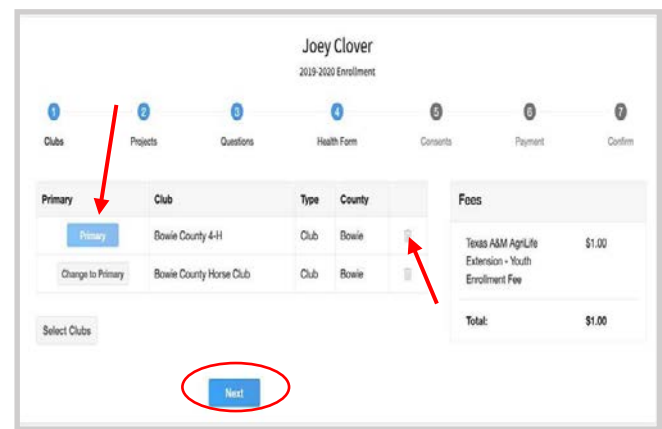 Joey Clover
2019-2020 Enrollment
1 2 3 4 5 6 7
Clubs Projects Questions Health Form Consents Payment Confirm
Primary Club Type County
Primary Bowie County 4-H Club Bowie
Change to Primary Bowie County Horse Club Club Bowie
Select Clubs
Next
Fees
Texas A&M AgriLife $1.00
Extension - Youth
Enrollment Fee
Total: $1.00